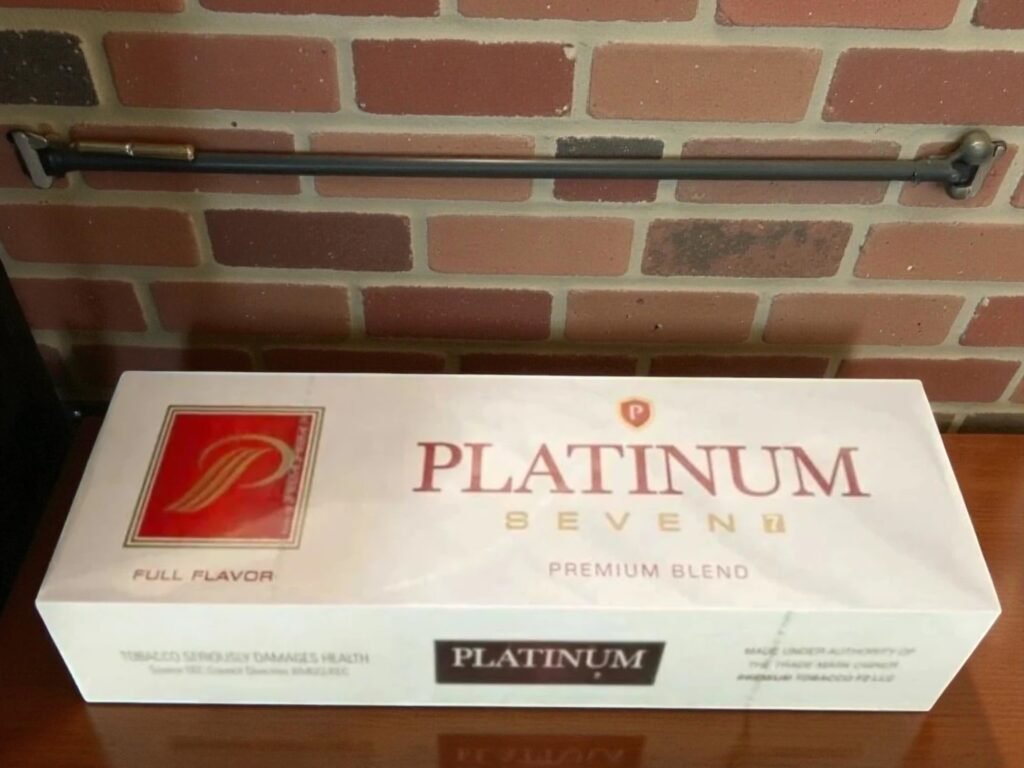 P
PLATINUM
SEVEN 7
PREMIUM BLEND
FULL FLAVOR
TOBACCO SERIOUSLY DAMAGES HEALTH
PLATINUM
MADE UNDER AUTHORITY OF
THE TRADE MARK OWNER
PREMIUM TOBACCO FZ LLC